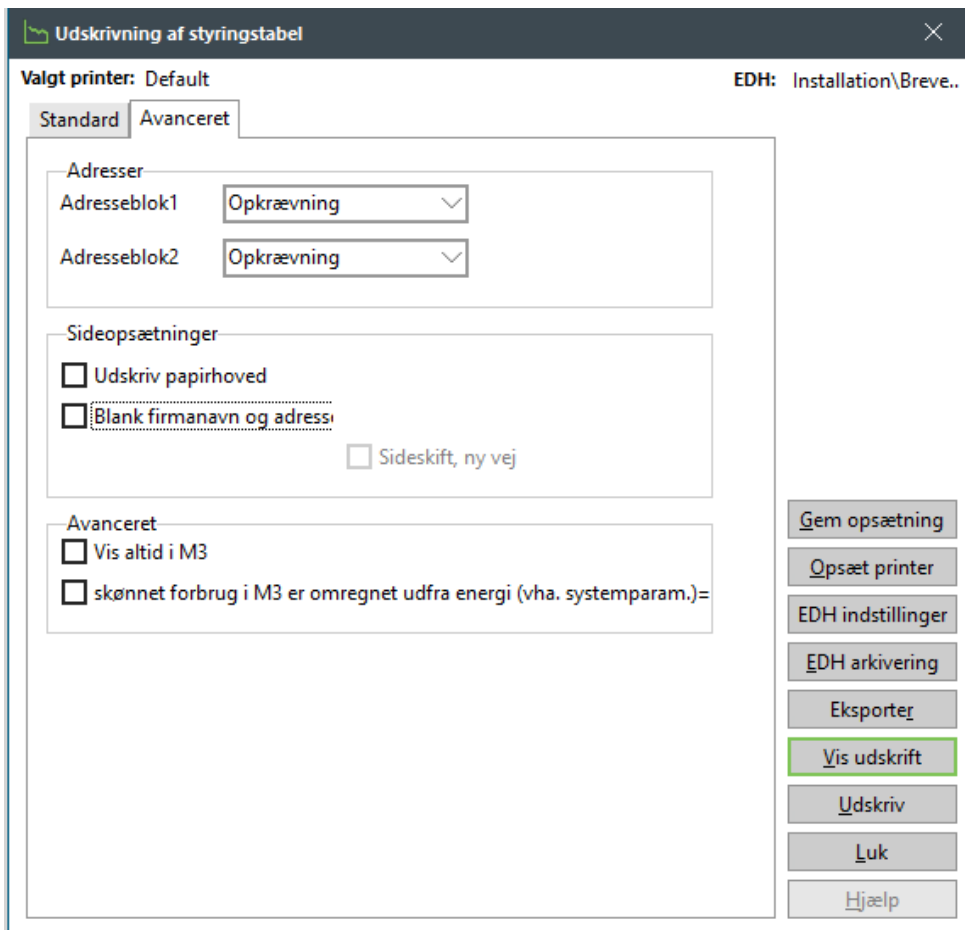 Udskrivning af styringstabel
Valgt printer: Default
EDH: Installation\Breve..
Standard
Avanceret
Adresser
Adresseblok1
Opkrævning
Adresseblok2
Opkrævning
Sideopsætninger
Udskriv papirhoved
Blank firmanavn og adresse
Sideskift, ny vej
Avanceret
Vis altid i M3
skønnet forbrug i M3 er omregnet udfra energi (vha. systemparam.)=
Gem opsætning
Opsæt printer
EDH indstillinger
EDH arkivering
Eksporter
Vis udskrift
Udskriv
Luk
Hjælp